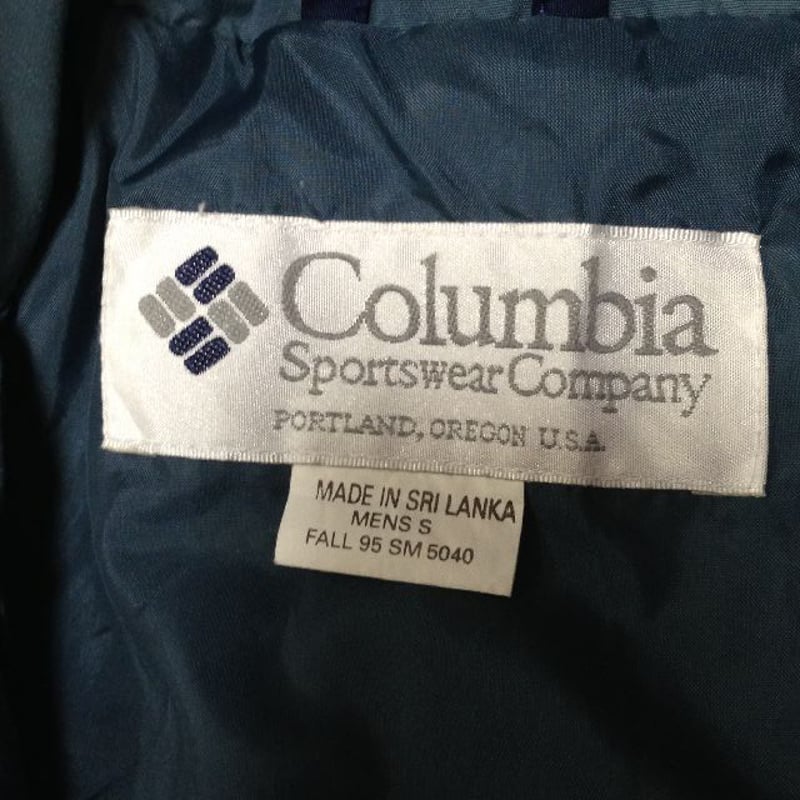 Columbia
Sportswear Company
PORTLAND, OREGON U.S.A.
MADE IN SRI LANKA
MENS S
FALL 95 SM 5040